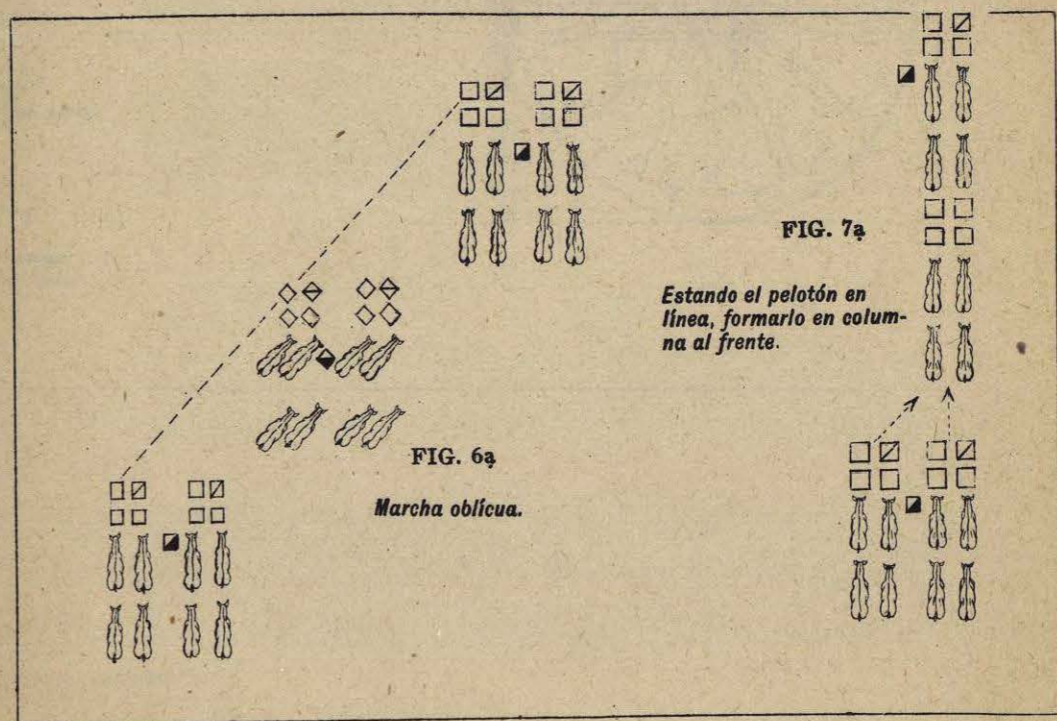 FIG. 7ª
Estando el pelotón en
línea, formarlo en colum-
na al frente.
FIG. 6ª
Marcha oblícua.